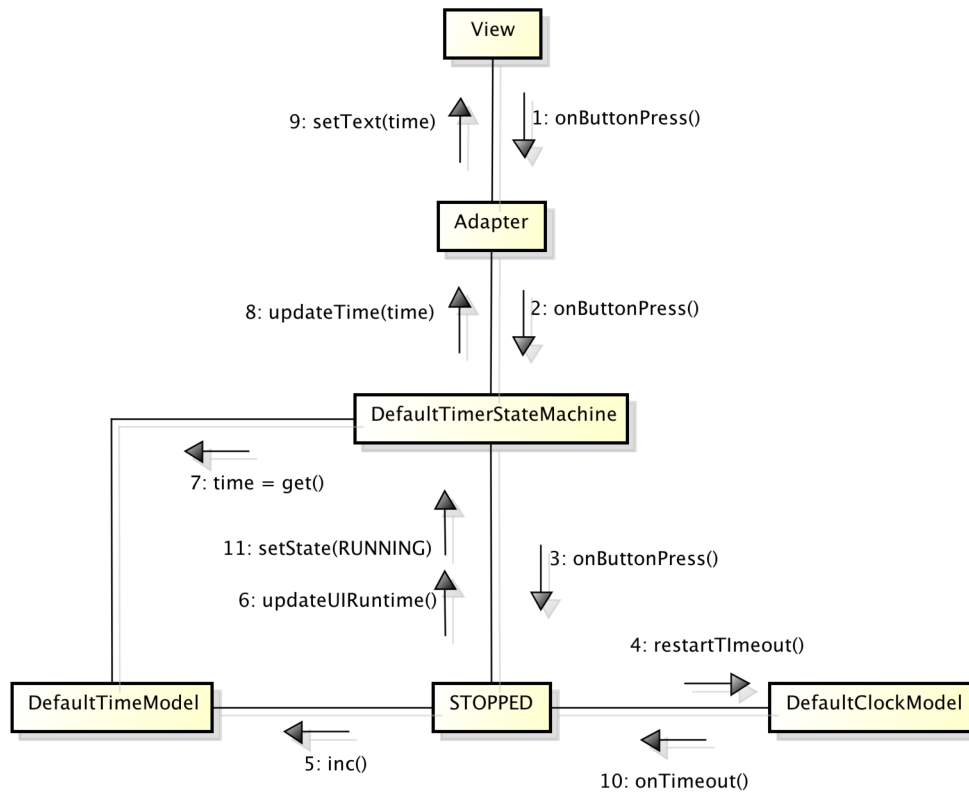 View
9: setText(time)
1: onButtonPress()
Adapter
8: updateTime(time)
2: onButtonPress()
DefaultTimerStateMachine
7: time = get()
11: setState(RUNNING)
3: onButtonPress()
6: updateUIRuntime()
4: restartTImeout()
DefaultTimeModel
STOPPED
DefaultClockModel
5: inc()
10: onTimeout()